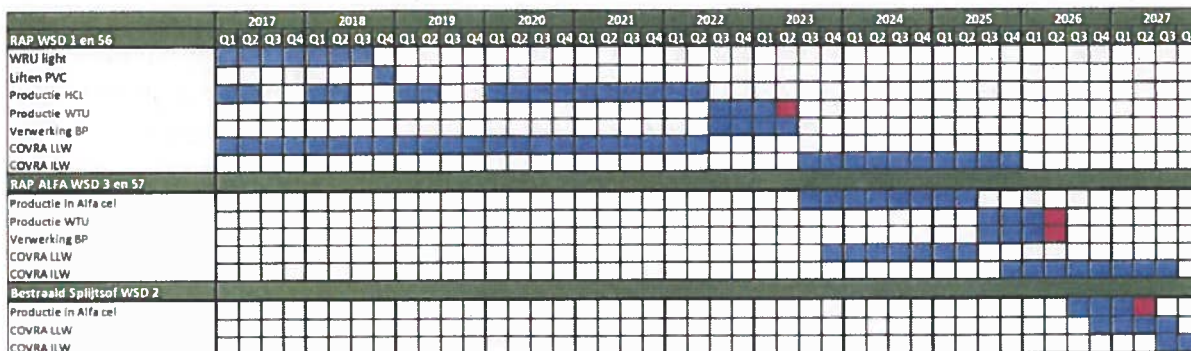 2017 2018 2019 2020 2021 2022 2023 2024 2025 2026 2027
RAP WSD 1 en 56 Q1 Q2 Q3 Q4 Q1 Q2 Q3 Q4 Q1 Q2 Q3 Q4 Q1 Q2 Q3 Q4 Q1 Q2 Q3 Q4 Q1 Q2 Q3 Q4 Q1 Q2 Q3 Q4 Q1 Q2 Q3 Q4 Q1 Q2 Q3 Q4 Q1 Q2 Q3 Q4 Q1 Q2 Q3
WRU light
Liften PVC
Productie HCL
Productie WTU
Verwerking BP
COVRA LLW
COVRA ILW
RAP ALFA WSD 3 en 57
Productie in Alfa cel
Productie WTU
Verwerking BP
COVRA LLW
COVRA ILW
Bestraald Splijtsof WSD 2
Productie in Alfa cel
COVRA LLW
COVRA ILW